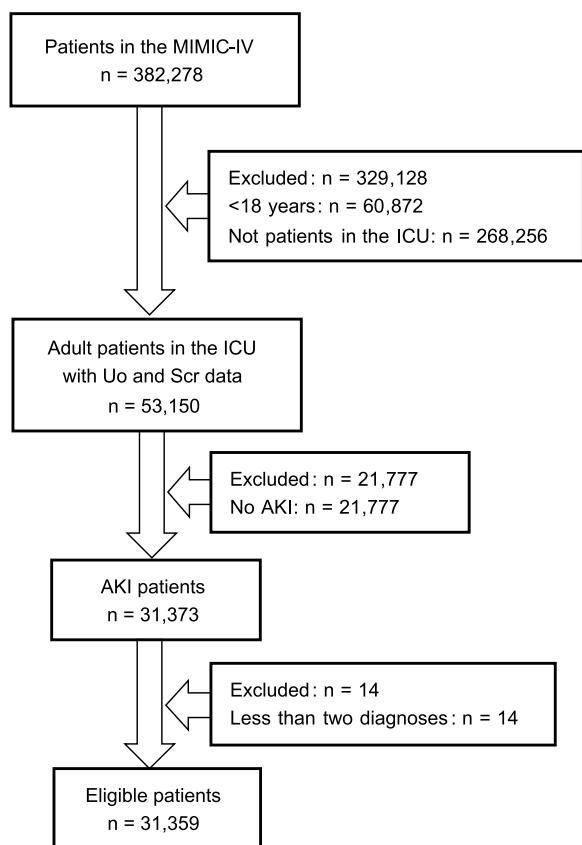 Patients in the MIMIC-IV
n = 382,278
Excluded: n = 329,128
<18 years: n = 60,872
Not patients in the ICU: n = 268,256
Adult patients in the ICU
with Uo and Scr data
n = 53,150
Excluded: n = 21,777
No AKI: n = 21,777
AKI patients
n = 31,373
Excluded: n = 14
Less than two diagnoses: n = 14
Eligible patients
n = 31,359